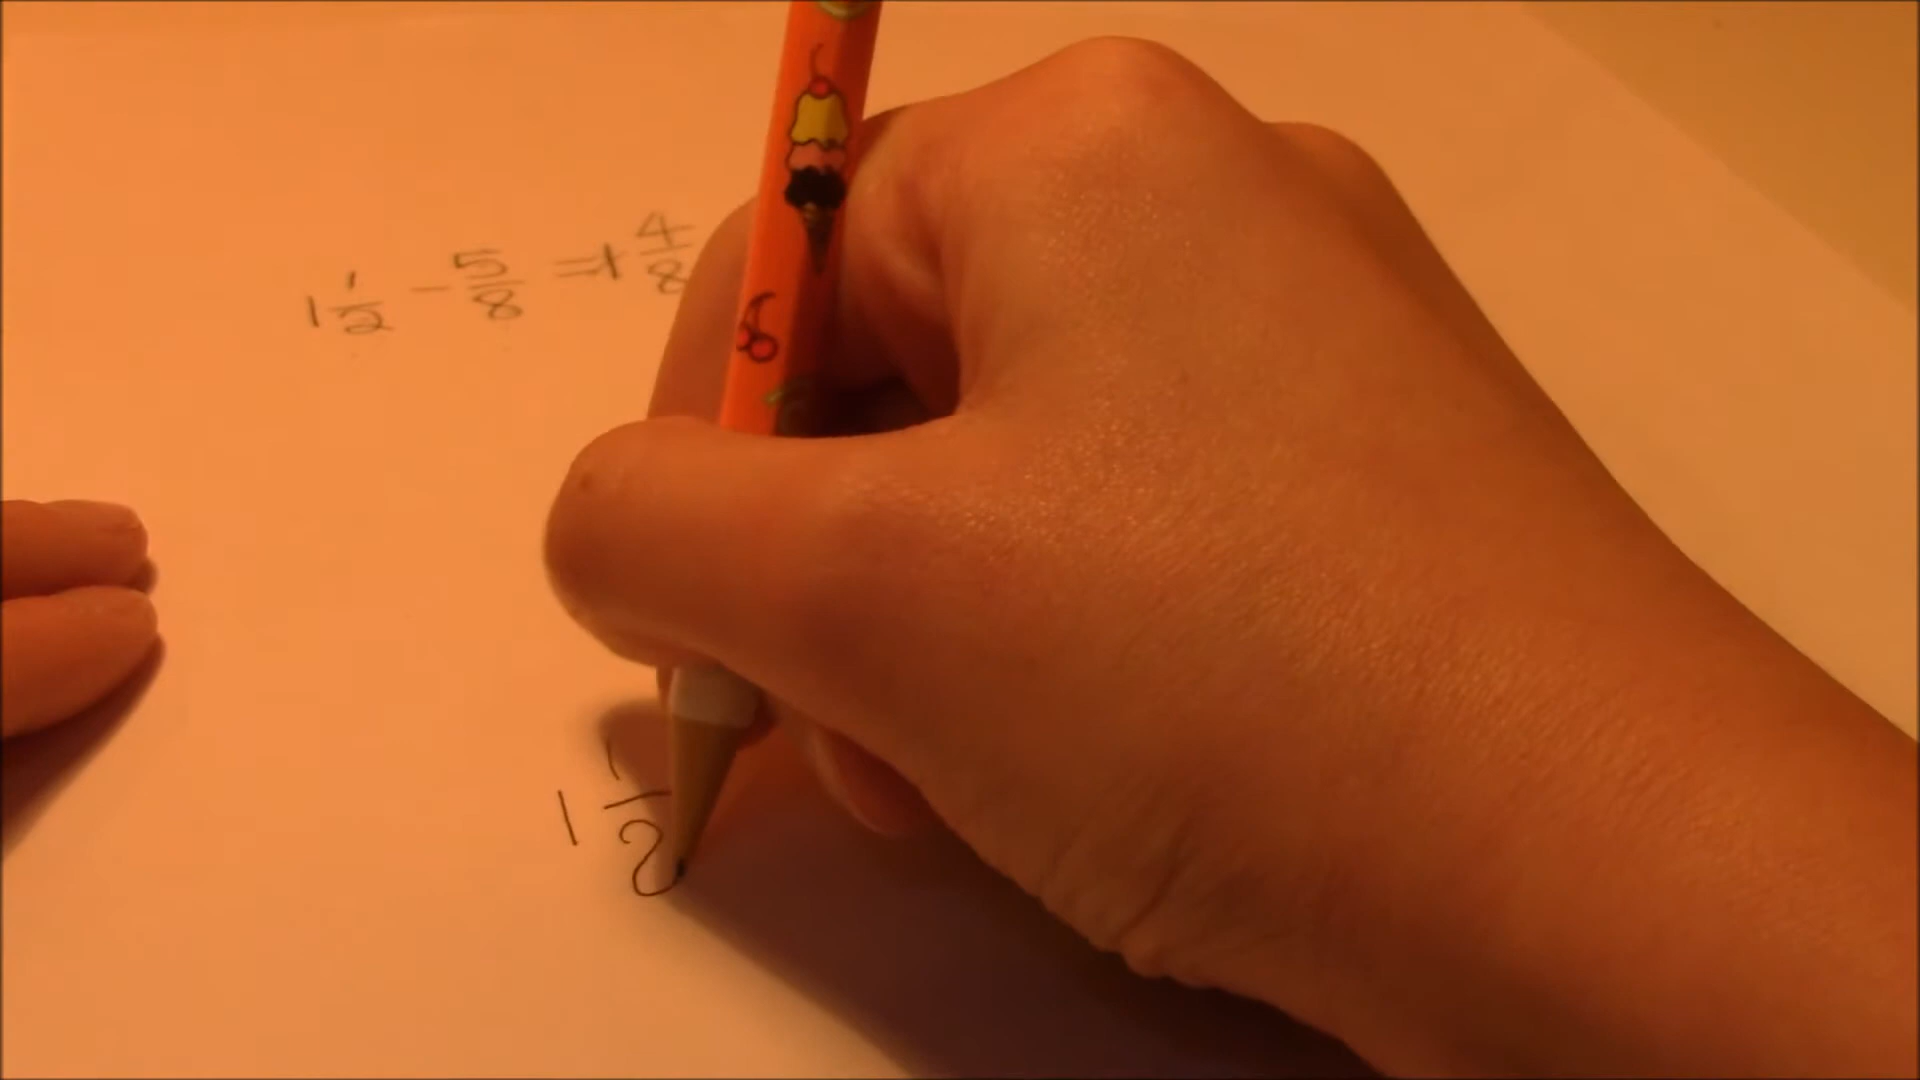 1 1/2 - 5/8 = 1 4/8
1 1/2